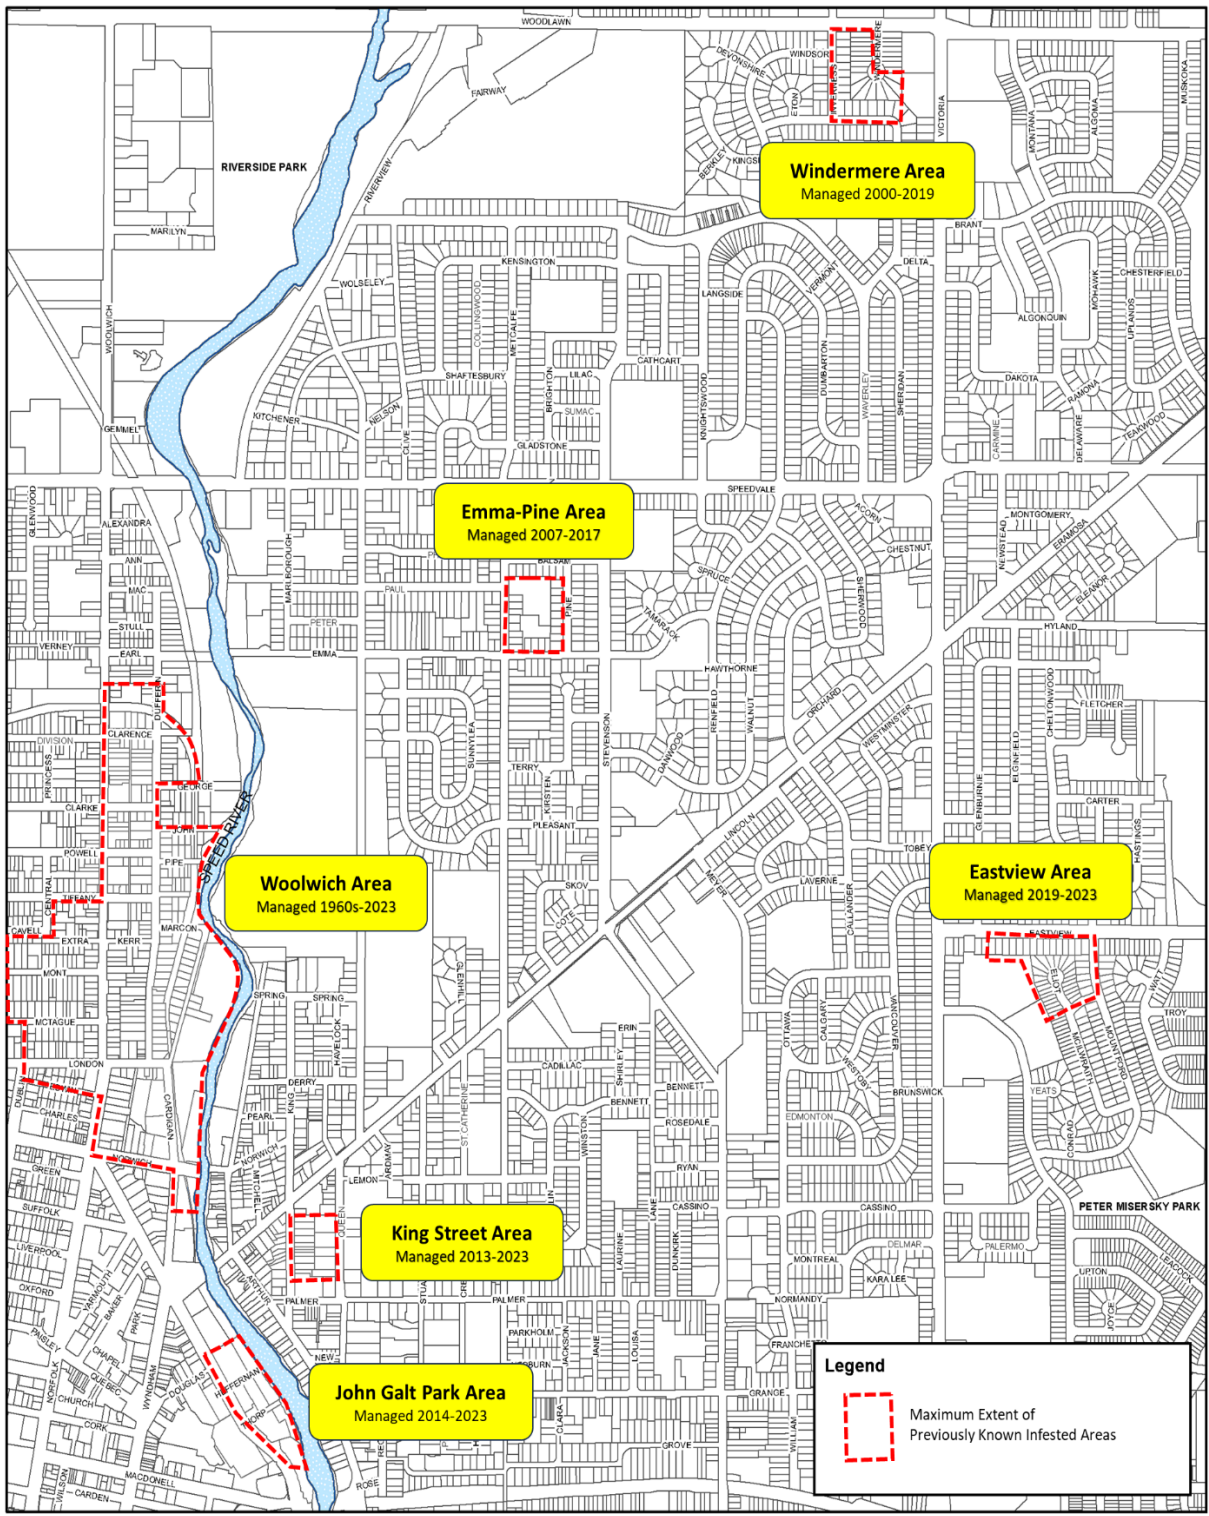 WOODLAWN
WINDERMERE
DEVONSHIRE
WINDSOR
MUSKOKA
FAIRWAY
ETON
INVERNESS
VICTORIA
MONTANA
ALGOMA
RIVERSIDE PARK
RIVERVIEW
BERKLEY
Windermere Area
Managed 2000-2019
MARILYN
BRANT
KENSINGTON
DELTA
CHESTERFIELD
WOLSELEY
COLLINGWOOD
METCALFE
LANGSIDE
VERMONT
MOHAWK
UPLANDS
WOOLWICH
ALGONQUIN
CATHCART
SHAFTESBURY
BRIGHTON
LILAC
DUMBARTON
WAVERLEY
SHERIDAN
DAKOTA
RAMONA
KITCHENER
NELSON
SUMAC
KNIGHTSWOOD
GEMMEL
CLIVE
GLADSTONE
CARMINE
DELAWARE
TEAKWOOD
SPEEDVALE
GLENWOOD
ALEXANDRA
Emma-Pine Area
Managed 2007-2017
ACORN
MONTGOMERY
ERAMOSA
NEWSTEAD
CHESTNUT
ANN
MARLBOROUGH
BALSAM
SPRUCE
SHERWOOD
ELEANOR
MAC
PAUL
PINE
TAMARACK
STULL
PETER
HYLAND
VERNEY
EARL
EMMA
HAWTHORNE
DUFFERIN
RENFIELD
WALNUT
ORCHARD
CHELTONWOOD
FLETCHER
CLARENCE
DIVISION
SUNNYLEA
STEVENSON
DANWOOD
WESTMINSTER
ELGINFIELD
PRINCESS
TERRY
GEORGE
KIRSTEN
GLENBURNIE
CARTER
CLARKE
SPEED RIVER
JOHN
PLEASANT
LINCOLN
HASTINGS
POWELL
PIPE
TOBEY
Woolwich Area
Managed 1960s-2023
MEYER
LAVERNE
Eastview Area
Managed 2019-2023
CENTRAL
SKOV
COTE
CALLANDER
CAVELL
MARCON
EASTVIEW
EXTRA
KERR
MONT
GLENHILL
ELIOT
WATT
SPRING
SPRING
MCTAGUE
HAVELOCK
ERIN
OTTAWA
CALGARY
VANCOUVER
TROY
LONDON
CADILLAC
SHIRLEY
WESTOBY
MCILWRAITH
MOUNTFORD
DERRY
BENNETT
BRUNSWICK
YEATS
CHARLES
CARDIGAN
PEARL
KING
ST.CATHERINE
BENNETT
ROSEDALE
EDMONTON
CONRAD
NORWICH
NORWICH
WINSTON
GREEN
MITCHELL
LEMON
ARDMAY
RYAN
SUFFOLK
LANE
CASSINO
CASSINO
PETER MISERSKY PARK
QUEEN
King Street Area
Managed 2013-2023
LIVERPOOL
LAURINE
DUNKIRK
MONTREAL
DELMAR
PALERMO
LEACOCK
YARMOUTH
OXFORD
BAKER
ARTHUR
KARA LEE
UPTON
PARK
PALMER
PALMER
NORMANDY
JOYCE
PAISLEY
PARKHOLM
JACKSON
JANE
LOUISA
FRANCHETTO
CHAPEL
QUEBEC
NEW
NORFOLK
CHURCH
WYNDHAM
DOUGLAS
HEFFERNAN
John Galt Park Area
Managed 2014-2023
GRANGE
CORK
THORP
CLARA
WILLIAM
GROVE
MACDONELL
WILSON
CARDEN
ROSE
Legend
Maximum Extent of
Previously Known Infested Areas